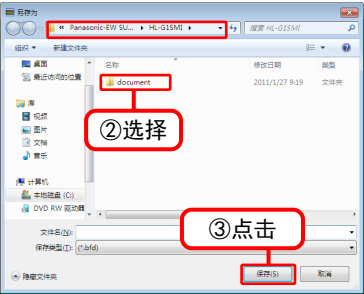 另存为
« Panasonic-EW SU... ▶ HL-G1SMI ▶
搜索 HL-G1SMI
组织 ▼ 新建文件夹
名称 修改日期 类型
桌面
最近访问的位置
document 2011/1/27 9:19 文件夹
库
视频
图片
文档
音乐
②选择
计算机
本地磁盘 (C:)
DVD RW 驱动器
③点击
文件名(N):
保存类型(T): (*.bfd)
隐藏文件夹
保存(S) 取消